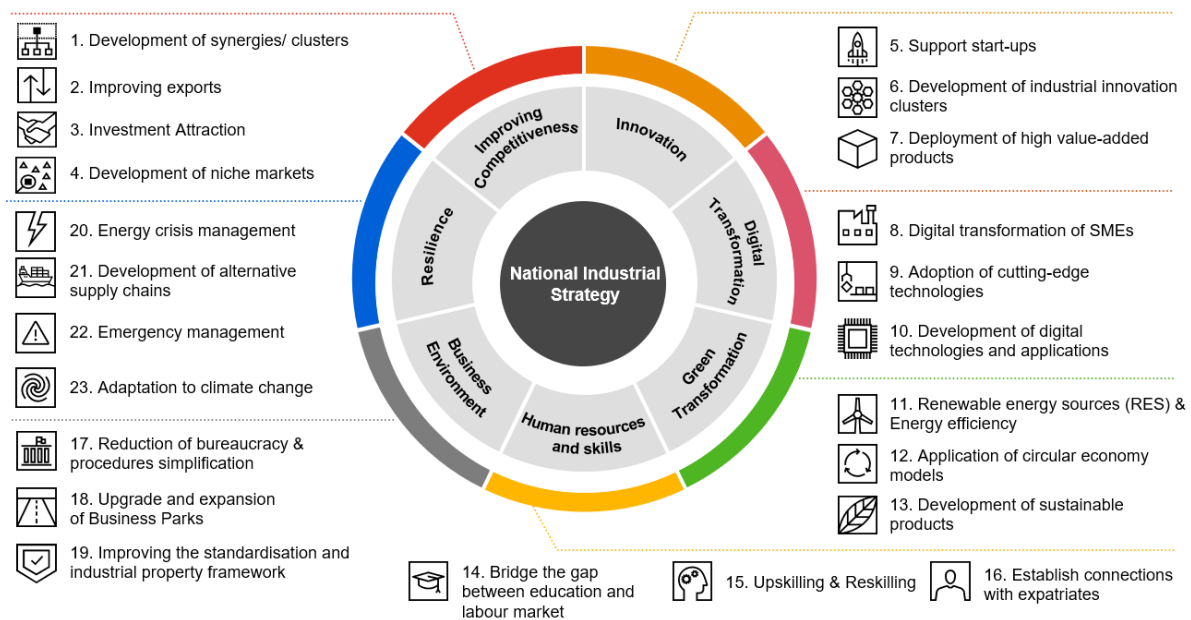 1. Development of synergies/ clusters
2. Improving exports
3. Investment Attraction
4. Development of niche markets
5. Support start-ups
6. Development of industrial innovation
clusters
7. Deployment of high value-added
products
8. Digital transformation of SMEs
9. Adoption of cutting-edge
technologies
10. Development of digital
technologies and applications
11. Renewable energy sources (RES) &
Energy efficiency
12. Application of circular economy
models
13. Development of sustainable
products
14. Bridge the gap
between education and
labour market
15. Upskilling & Reskilling
16. Establish connections
with expatriates
17. Reduction of bureaucracy &
procedures simplification
18. Upgrade and expansion
of Business Parks
19. Improving the standardisation and
industrial property framework
20. Energy crisis management
21. Development of alternative
supply chains
22. Emergency management
23. Adaptation to climate change
National Industrial
Strategy
Improving
Competitiveness
Innovation
Digital
Transformation
Green
Transformation
Human resources
and skills
Business
Environment
Resilience